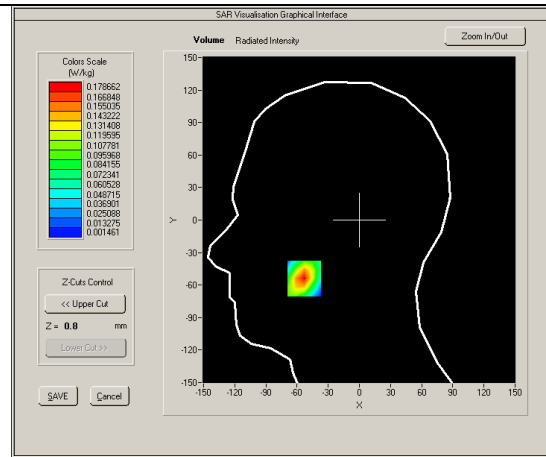 SAR Visualisation Graphical Interface
Volume Radiated Intensity
Zoom In/Out
Colors Scale
(W/kg)
0.178662
0.166848
0.155035
0.143222
0.131408
0.119595
0.107781
0.095968
0.084155
0.072341
0.060528
0.048715
0.036901
0.025088
0.013275
0.001461
Z-Cuts Control
<< Upper Cut
Z = 0.8 mm
Lower Cut >>
SAVE Cancel
150
120
90
60
30
0
-30
-60
-90
-120
-150
Y
-150 -120 -90 -60 -30 0 30 60 90 120 150
X